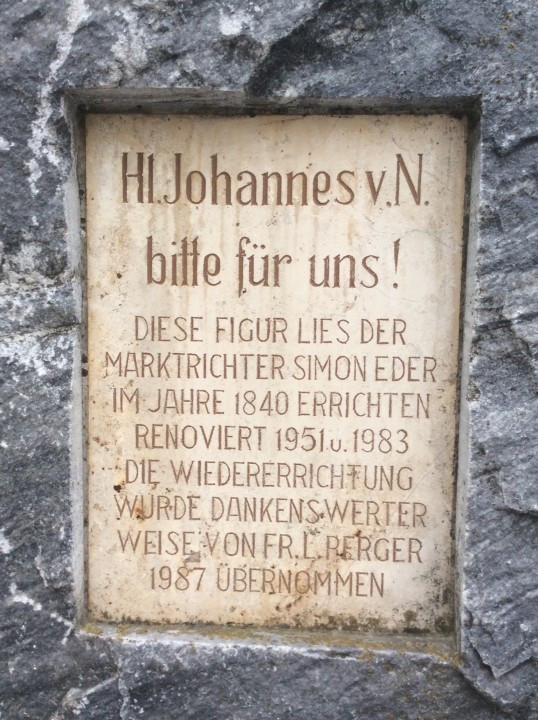 Hl. Johannes v. N.
bitte für uns!
DIESE FIGUR LIES DER
MARKTRICHTER SIMON EDER
IM JAHRE 1840 ERRICHTEN
RENOVIERT 1951 u. 1983
DIE WIEDERERRICHTUNG
WURDE DANKENSWERTER
WEISE VON FR. L. PERGER
1987 ÜBERNOMMEN